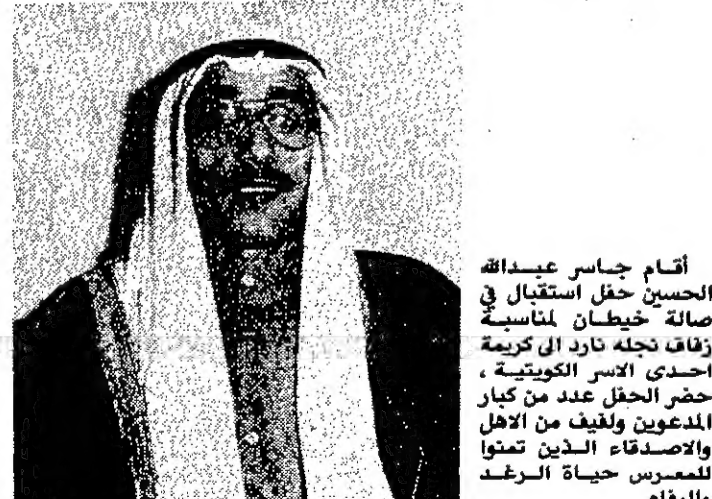 أقام جاسر عبدالله
الحسين حفل استقبال في
صالة خيطان لمناسبة
زفاف نجله نارد الى كريمة
احدى الاسر الكويتية ،
حضر الحفل عدد من كبار
المدعوين ولفيف من الاهل
والاصدقاء الذين تمنوا
للمعرس حياة الرغد